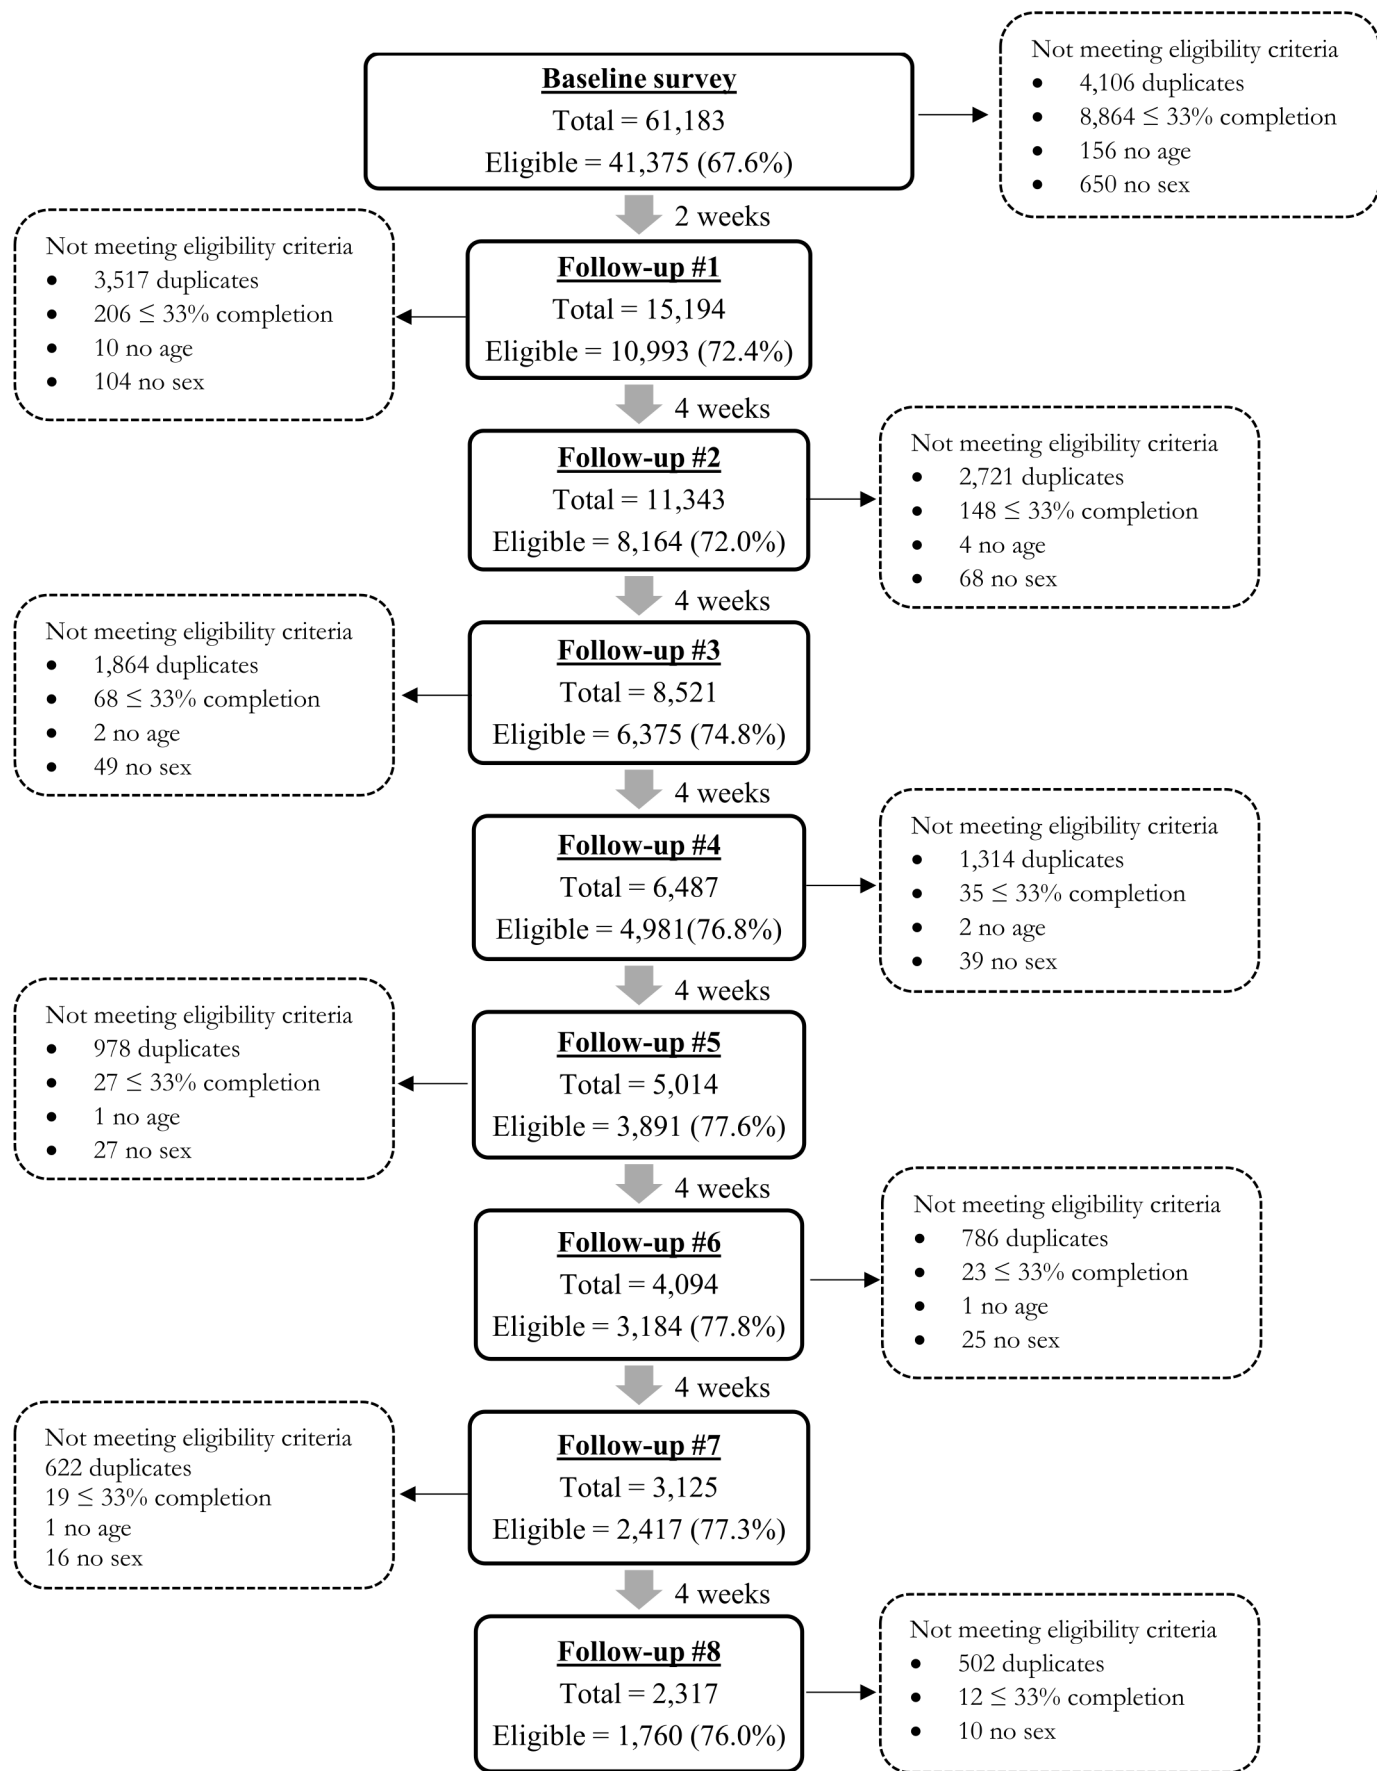 Baseline survey
Total = 61,183
Eligible = 41,375 (67.6%)
Not meeting eligibility criteria
• 4,106 duplicates
• 8,864 ≤ 33% completion
• 156 no age
• 650 no sex
2 weeks
Follow-up #1
Total = 15,194
Eligible = 10,993 (72.4%)
Not meeting eligibility criteria
• 3,517 duplicates
• 206 ≤ 33% completion
• 10 no age
• 104 no sex
4 weeks
Follow-up #2
Total = 11,343
Eligible = 8,164 (72.0%)
Not meeting eligibility criteria
• 2,721 duplicates
• 148 ≤ 33% completion
• 4 no age
• 68 no sex
4 weeks
Follow-up #3
Total = 8,521
Eligible = 6,375 (74.8%)
Not meeting eligibility criteria
• 1,864 duplicates
• 68 ≤ 33% completion
• 2 no age
• 49 no sex
4 weeks
Follow-up #4
Total = 6,487
Eligible = 4,981(76.8%)
Not meeting eligibility criteria
• 1,314 duplicates
• 35 ≤ 33% completion
• 2 no age
• 39 no sex
4 weeks
Follow-up #5
Total = 5,014
Eligible = 3,891 (77.6%)
Not meeting eligibility criteria
• 978 duplicates
• 27 ≤ 33% completion
• 1 no age
• 27 no sex
4 weeks
Follow-up #6
Total = 4,094
Eligible = 3,184 (77.8%)
Not meeting eligibility criteria
• 786 duplicates
• 23 ≤ 33% completion
• 1 no age
• 25 no sex
4 weeks
Follow-up #7
Total = 3,125
Eligible = 2,417 (77.3%)
Not meeting eligibility criteria
622 duplicates
19 ≤ 33% completion
1 no age
16 no sex
4 weeks
Follow-up #8
Total = 2,317
Eligible = 1,760 (76.0%)
Not meeting eligibility criteria
• 502 duplicates
• 12 ≤ 33% completion
• 10 no sex